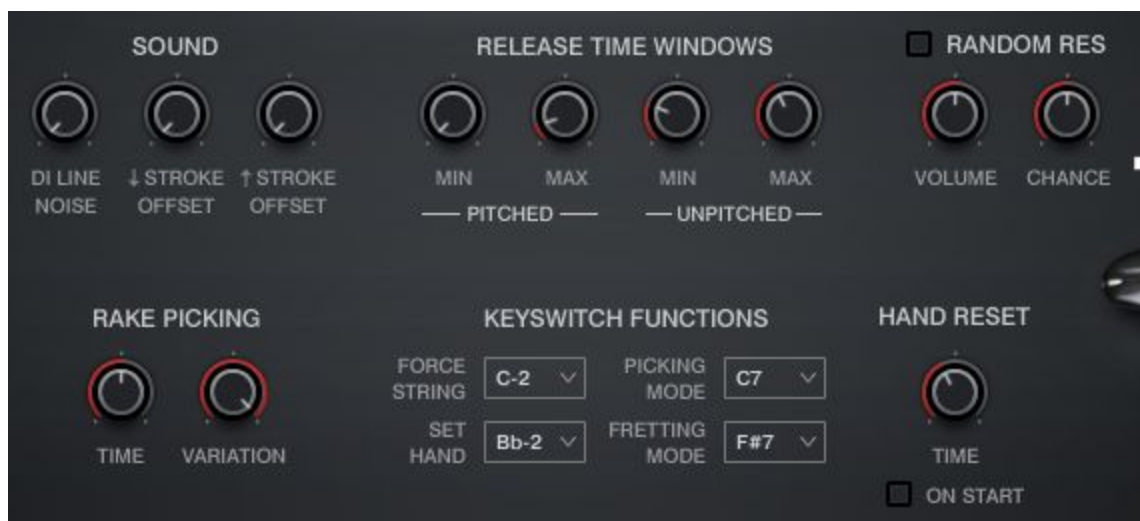 SOUND
RELEASE TIME WINDOWS
RANDOM RES
DI LINE NOISE
↓ STROKE OFFSET
↑ STROKE OFFSET
MIN
MAX
PITCHED
MIN
MAX
UNPITCHED
VOLUME
CHANCE
RAKE PICKING
TIME
VARIATION
KEYSWITCH FUNCTIONS
FORCE STRING
C-2
PICKING MODE
C7
SET HAND
Bb-2
FRETTING MODE
F#7
HAND RESET
TIME
ON START